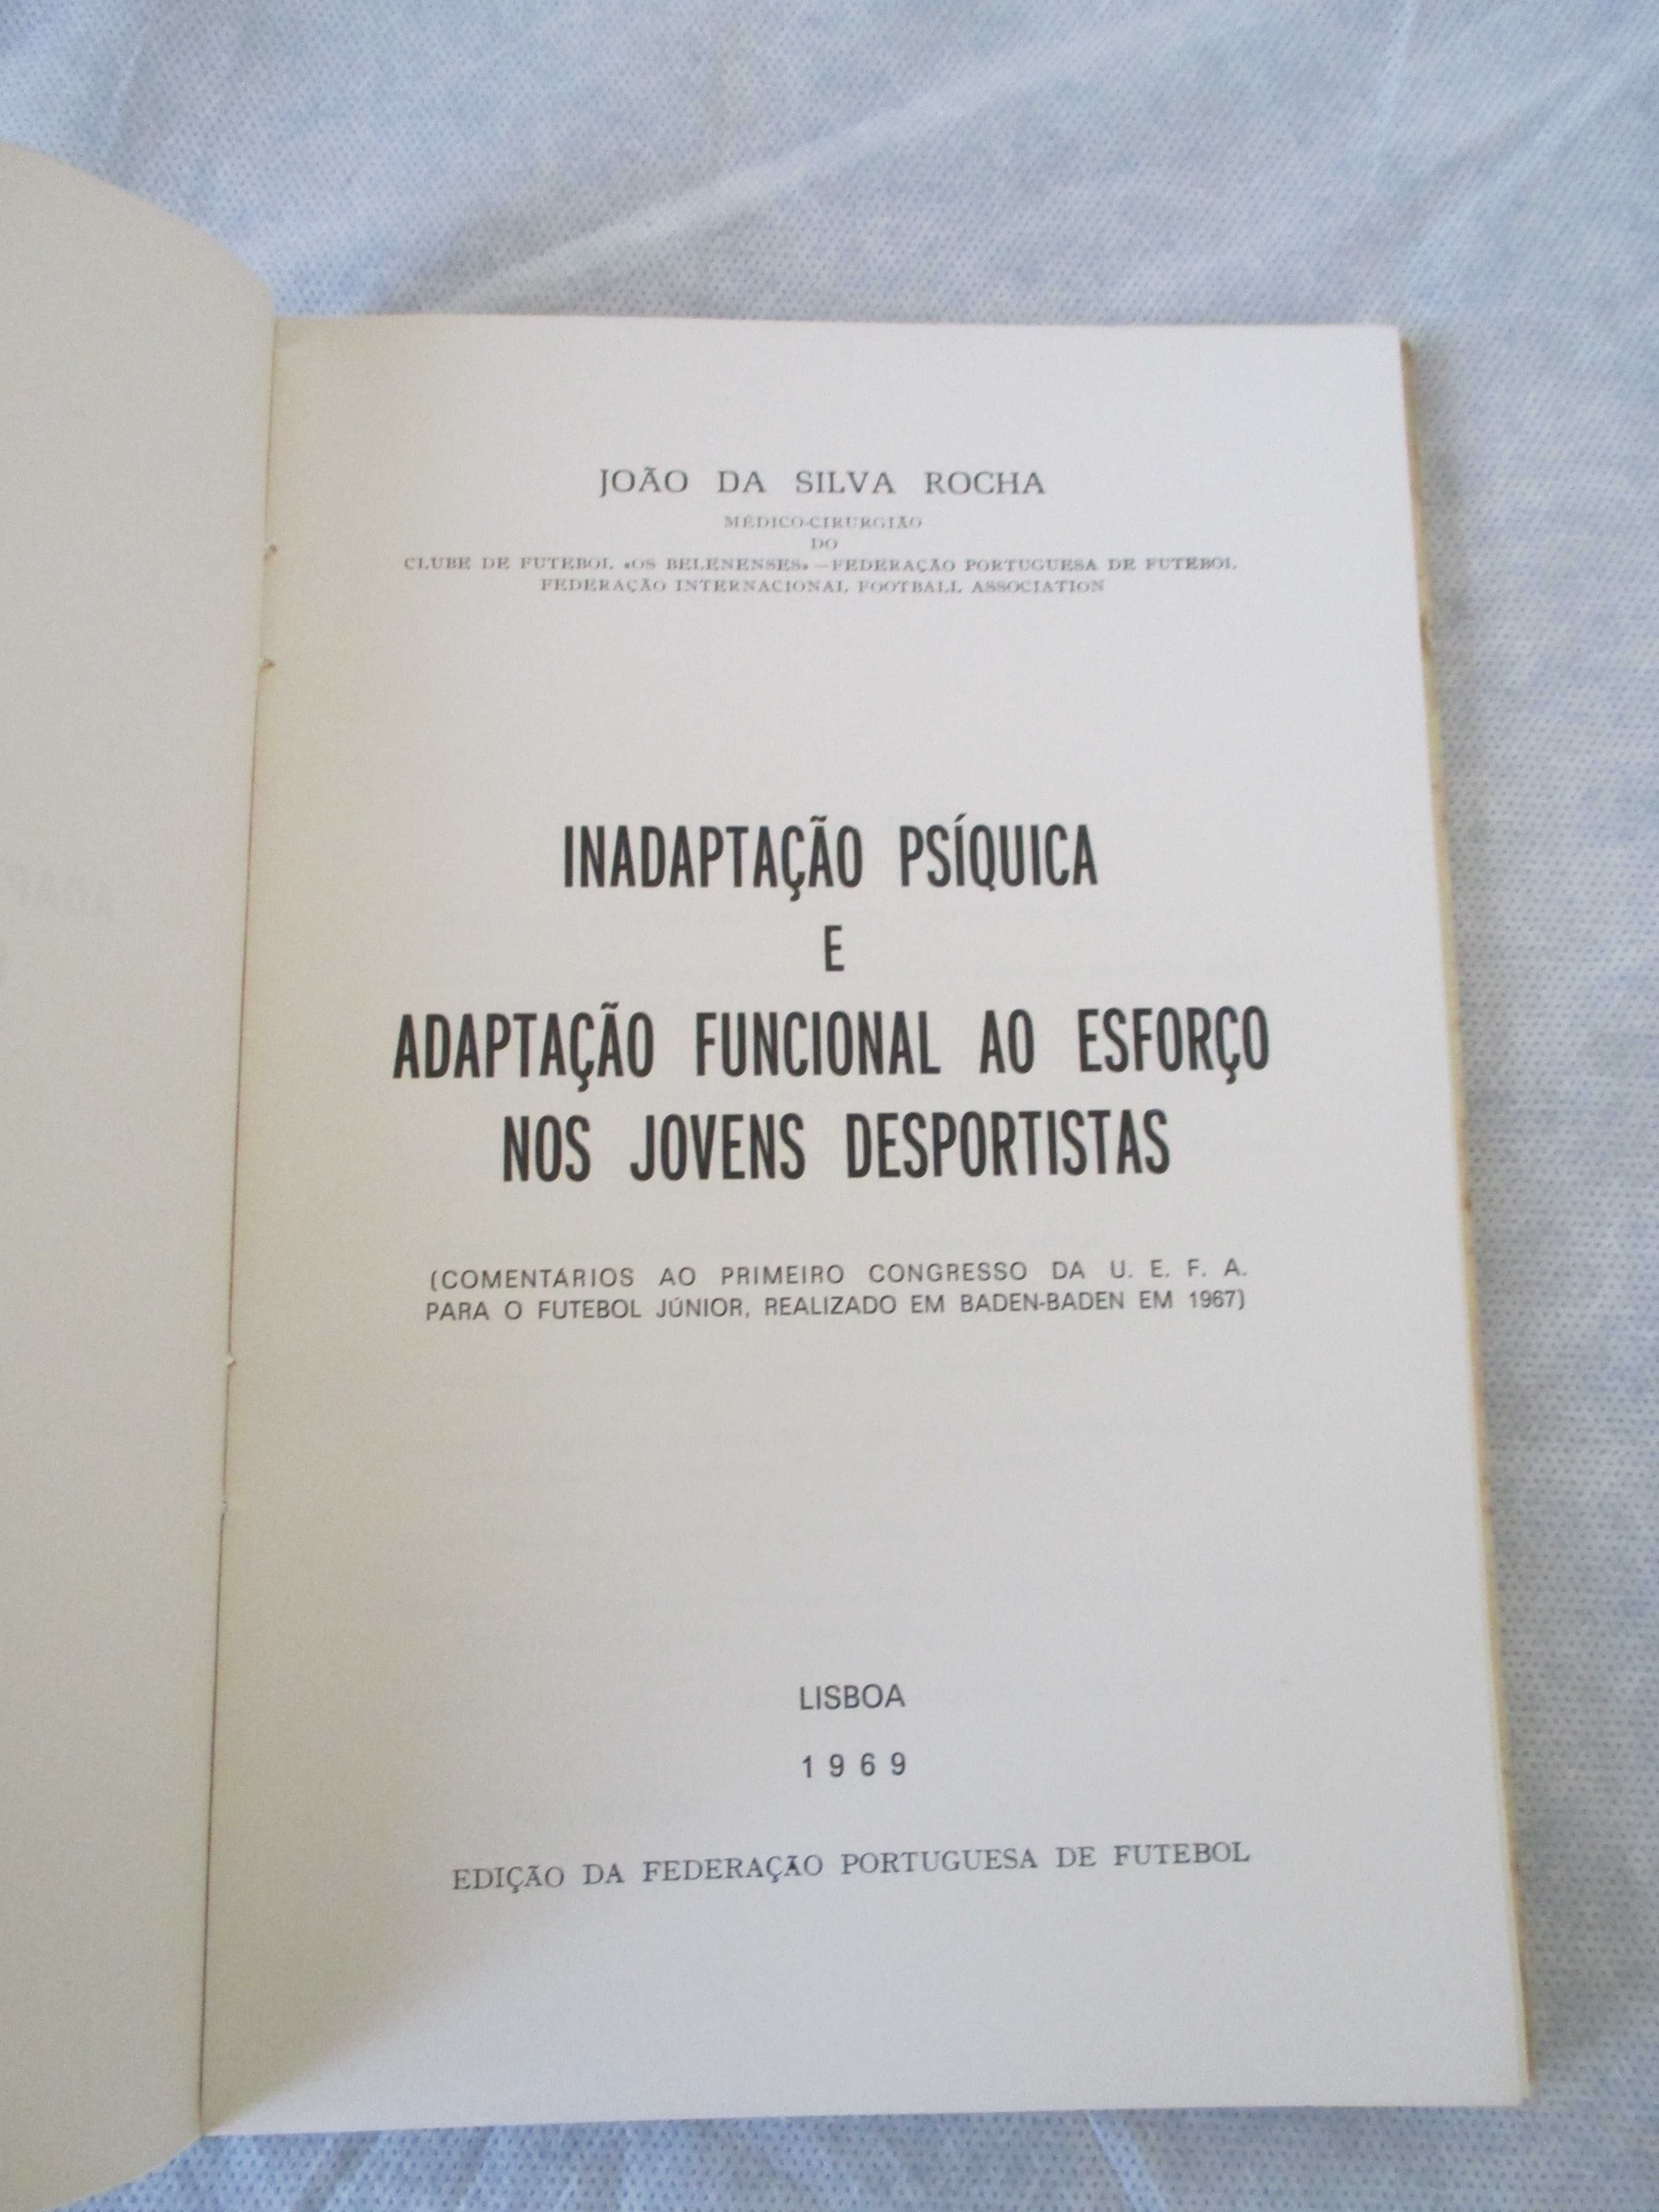 JOÃO DA SILVA ROCHA
MÉDICO-CIRURGIÃO
DO
CLUBE DE FUTEBOL «OS BELENENSES» — FEDERAÇÃO PORTUGUESA DE FUTEBOL
FEDERAÇÃO INTERNACIONAL FOOTBALL ASSOCIATION
INADAPTAÇÃO PSÍQUICA
E
ADAPTAÇÃO FUNCIONAL AO ESFORÇO
NOS JOVENS DESPORTISTAS
(COMENTÁRIOS AO PRIMEIRO CONGRESSO DA U. E. F. A.
PARA O FUTEBOL JÚNIOR, REALIZADO EM BADEN-BADEN EM 1967)
LISBOA
1969
EDIÇÃO DA FEDERAÇÃO PORTUGUESA DE FUTEBOL